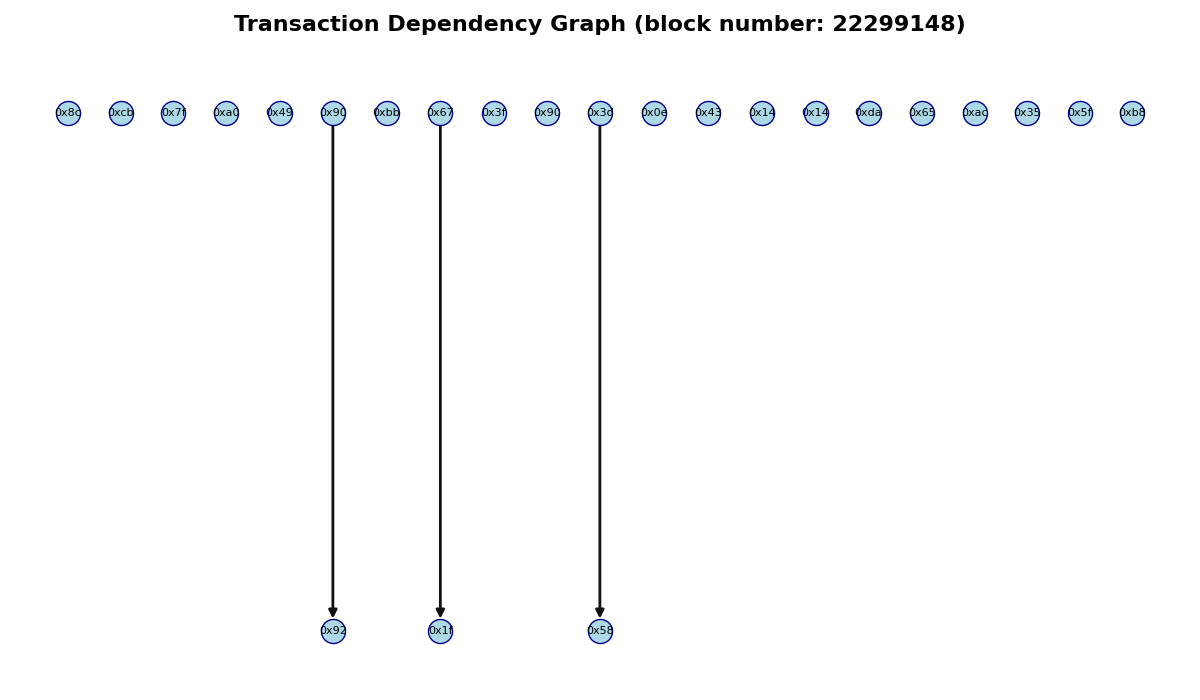 Transaction Dependency Graph (block number: 22299148)
0x8c 0xcb 0x7f 0xa0 0x49 0x90 0xbb 0x67 0x3f 0x90 0x3d 0x0e 0x43 0x14 0x14 0xda 0x65 0xac 0x35 0x5f 0xb8
0x92 0x1f 0x58